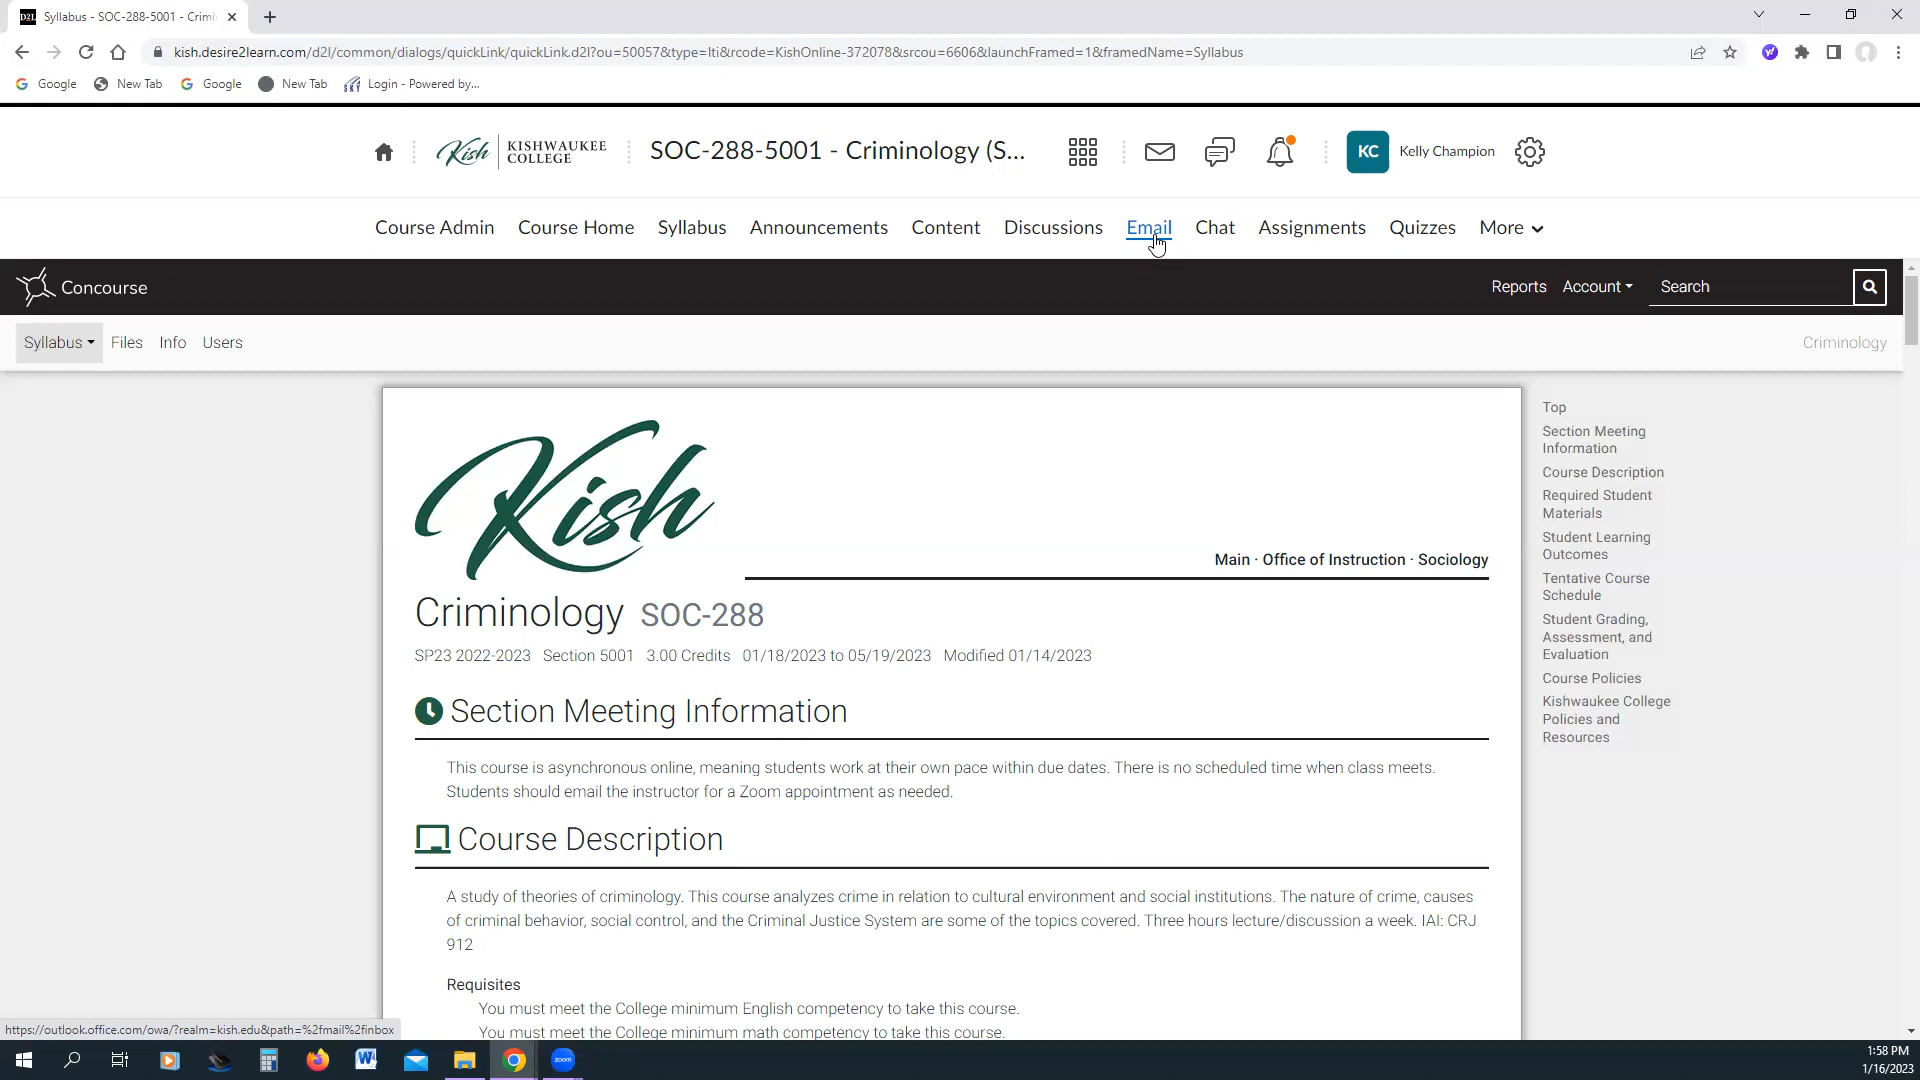 D2L Syllabus - SOC-288-5001 - Crimi
kish.desire2learn.com/d2l/common/dialogs/quickLink/quickLink.d2l?ou=50057&type=lti&rcode=KishOnline-372078&srcou=6606&launchFramed=1&framedName=Syllabus
Google New Tab Google New Tab Login - Powered by...
Kish KISHWAUKEE COLLEGE SOC-288-5001 - Criminology (S... KC Kelly Champion
Course Admin Course Home Syllabus Announcements Content Discussions Email Chat Assignments Quizzes More
Concourse Reports Account Search
Syllabus Files Info Users Criminology
Kish
Main · Office of Instruction · Sociology
Criminology SOC-288
SP23 2022-2023 Section 5001 3.00 Credits 01/18/2023 to 05/19/2023 Modified 01/14/2023
Section Meeting Information
This course is asynchronous online, meaning students work at their own pace within due dates. There is no scheduled time when class meets.
Students should email the instructor for a Zoom appointment as needed.
Course Description
A study of theories of criminology. This course analyzes crime in relation to cultural environment and social institutions. The nature of crime, causes
of criminal behavior, social control, and the Criminal Justice System are some of the topics covered. Three hours lecture/discussion a week. IAI: CRJ
912
Requisites
You must meet the College minimum English competency to take this course.
You must meet the College minimum math competency to take this course.
Top
Section Meeting
Information
Course Description
Required Student
Materials
Student Learning
Outcomes
Tentative Course
Schedule
Student Grading,
Assessment, and
Evaluation
Course Policies
Kishwaukee College
Policies and
Resources
https://outlook.office.com/owa/?realm=kish.edu&path=%2fmail%2finbox
zoom
1:58 PM
1/16/2023